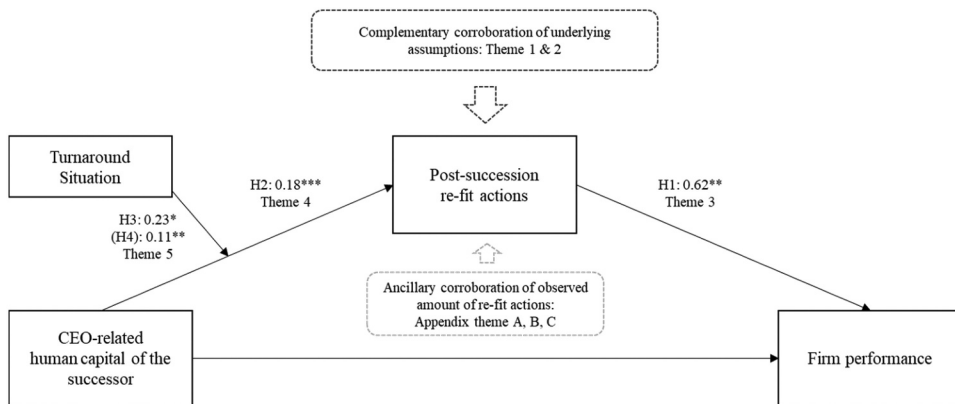 Complementary corroboration of underlying
assumptions: Theme 1 & 2
Turnaround
Situation
H2: 0.18***
Theme 4
Post-succession
re-fit actions
H1: 0.62**
Theme 3
H3: 0.23*
(H4): 0.11**
Theme 5
Ancillary corroboration of observed
amount of re-fit actions:
Appendix theme A, B, C
CEO-related
human capital of the
successor
Firm performance